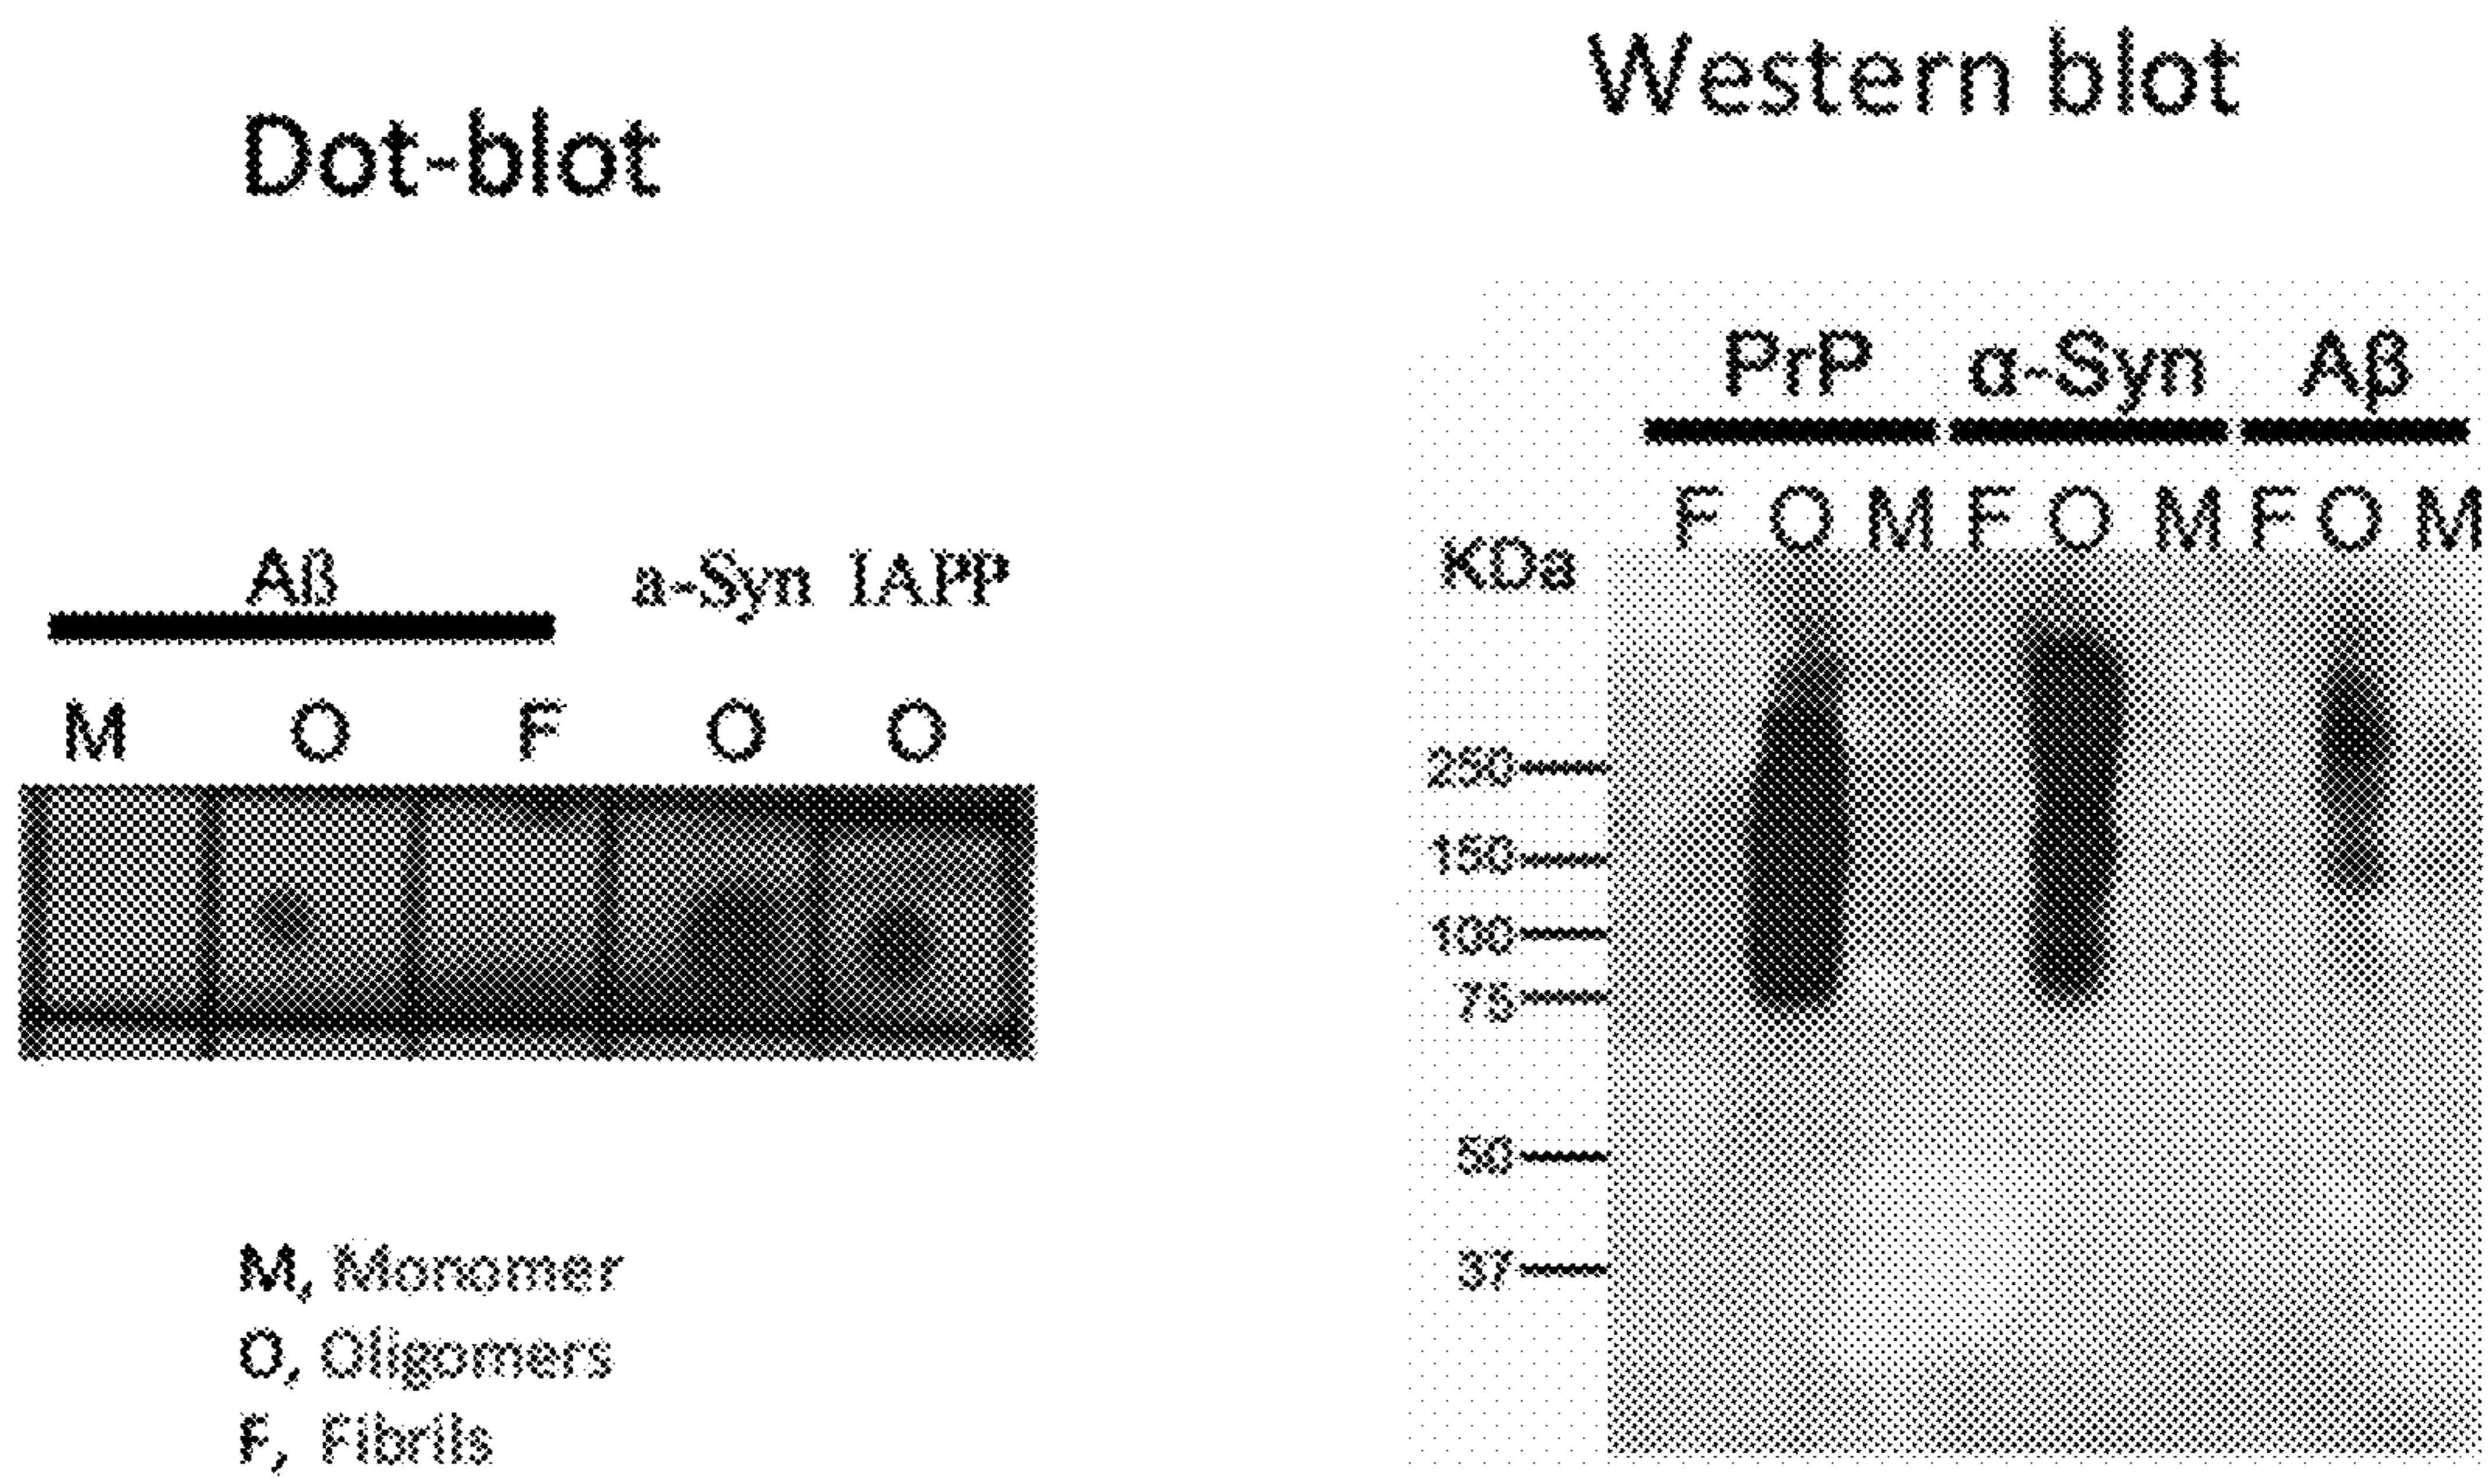 Dot-blot
Aß
a-Syn IAPP
M O F O O
M, Monomer
O, Oligomers
F, Fibrils
Western blot
PrP α-Syn Aβ
F O M F O M F O M
KDa
250
150
100
75
50
37